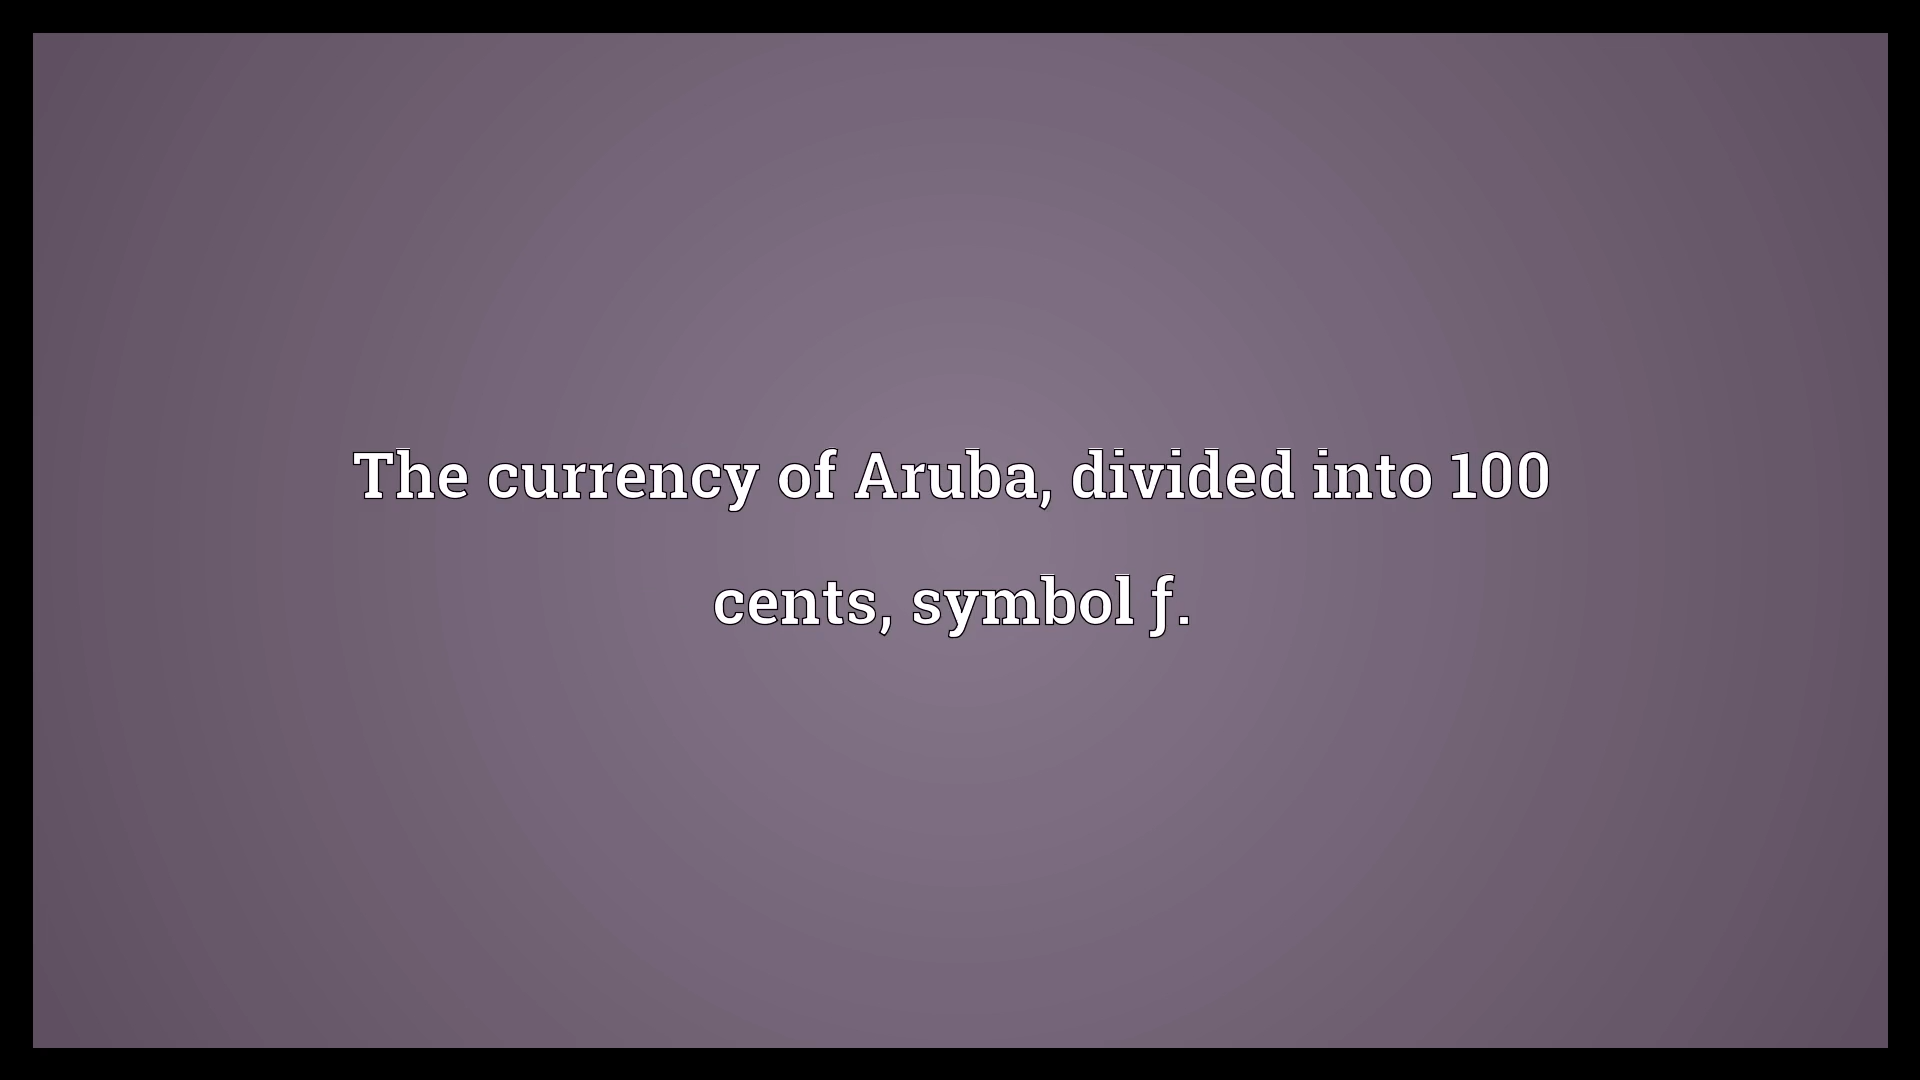 The currency of Aruba, divided into 100
cents, symbol ƒ.